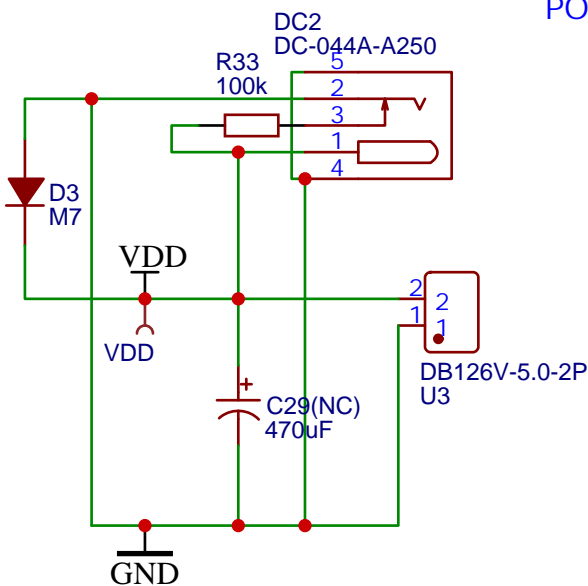 PO
DC2
DC-044A-A250
R33
100k
5
2
3
1
4
D3
M7
VDD
VDD
2
1
2
1
DB126V-5.0-2P
U3
+
C29(NC)
470uF
GND